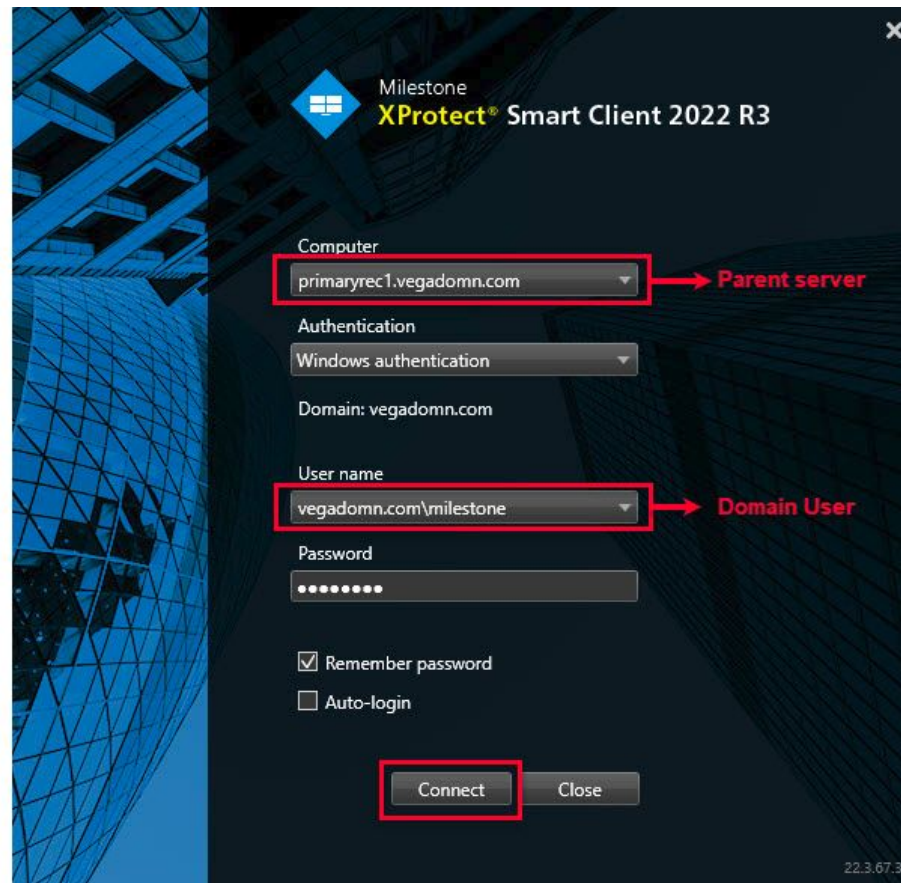 Milestone
XProtect® Smart Client 2022 R3
Computer
primaryrec1.vegadomn.com
Parent server
Authentication
Windows authentication
Domain: vegadomn.com
User name
vegadomn.com\milestone
Domain User
Password
••••••••
Remember password
Auto-login
Connect Close
22.3.67.3